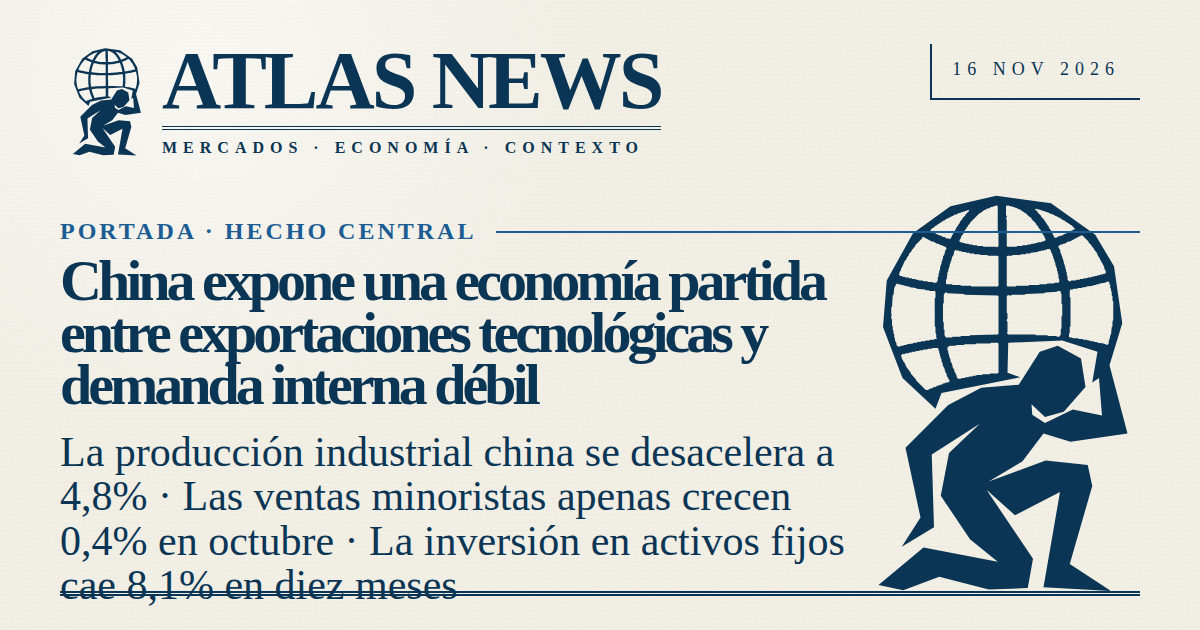 ATLAS NEWS
MERCADOS · ECONOMÍA · CONTEXTO
16 NOV 2026
PORTADA · HECHO CENTRAL
China expone una economía partida
entre exportaciones tecnológicas y
demanda interna débil
La producción industrial china se desacelera a
4,8% · Las ventas minoristas apenas crecen
0,4% en octubre · La inversión en activos fijos
cae 8,1% en diez meses